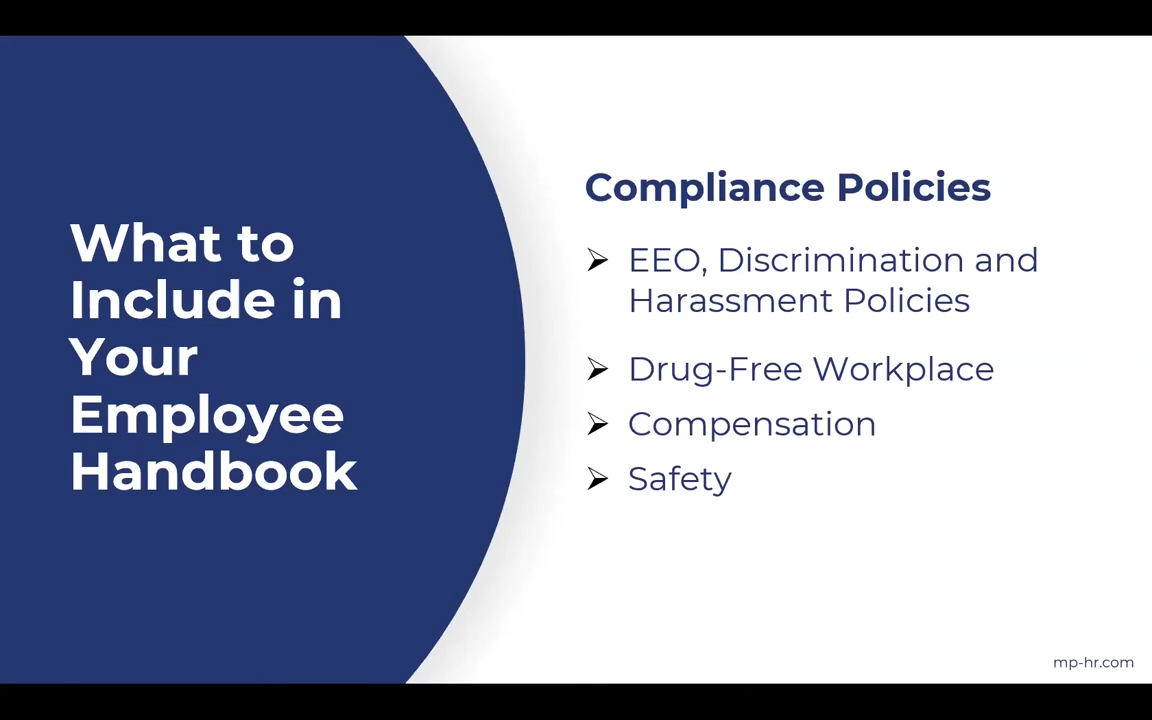 What to
Include in
Your
Employee
Handbook
Compliance Policies
EEO, Discrimination and
Harassment Policies
Drug-Free Workplace
Compensation
Safety
mp-hr.com